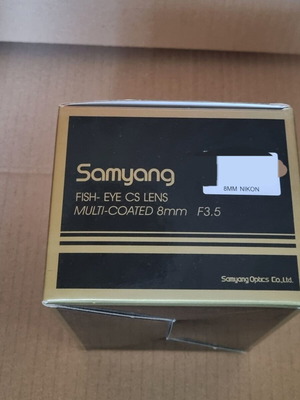 Samyang
8MM NIKON
FISH- EYE CS LENS
MULTI-COATED 8mm F3.5
Samyang Optics Co.,Ltd.